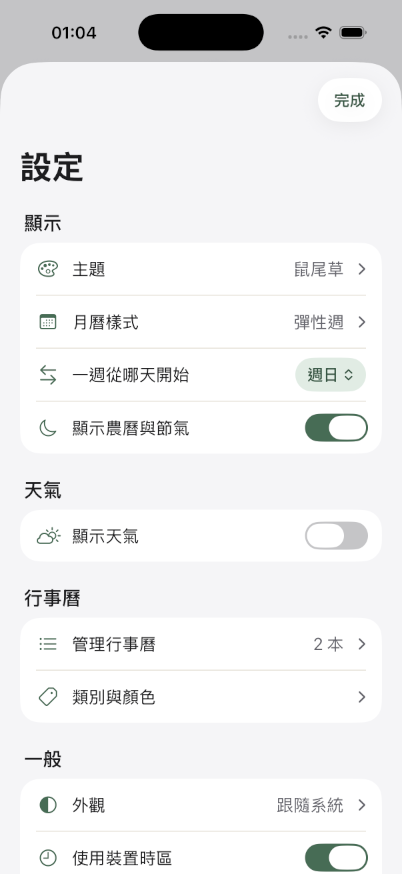 01:04
完成
設定
顯示
主題 鼠尾草
月曆樣式 彈性週
一週從哪天開始 週日
顯示農曆與節氣
天氣
顯示天氣
行事曆
管理行事曆 2 本
類別與顏色
一般
外觀 跟隨系統
使用裝置時區